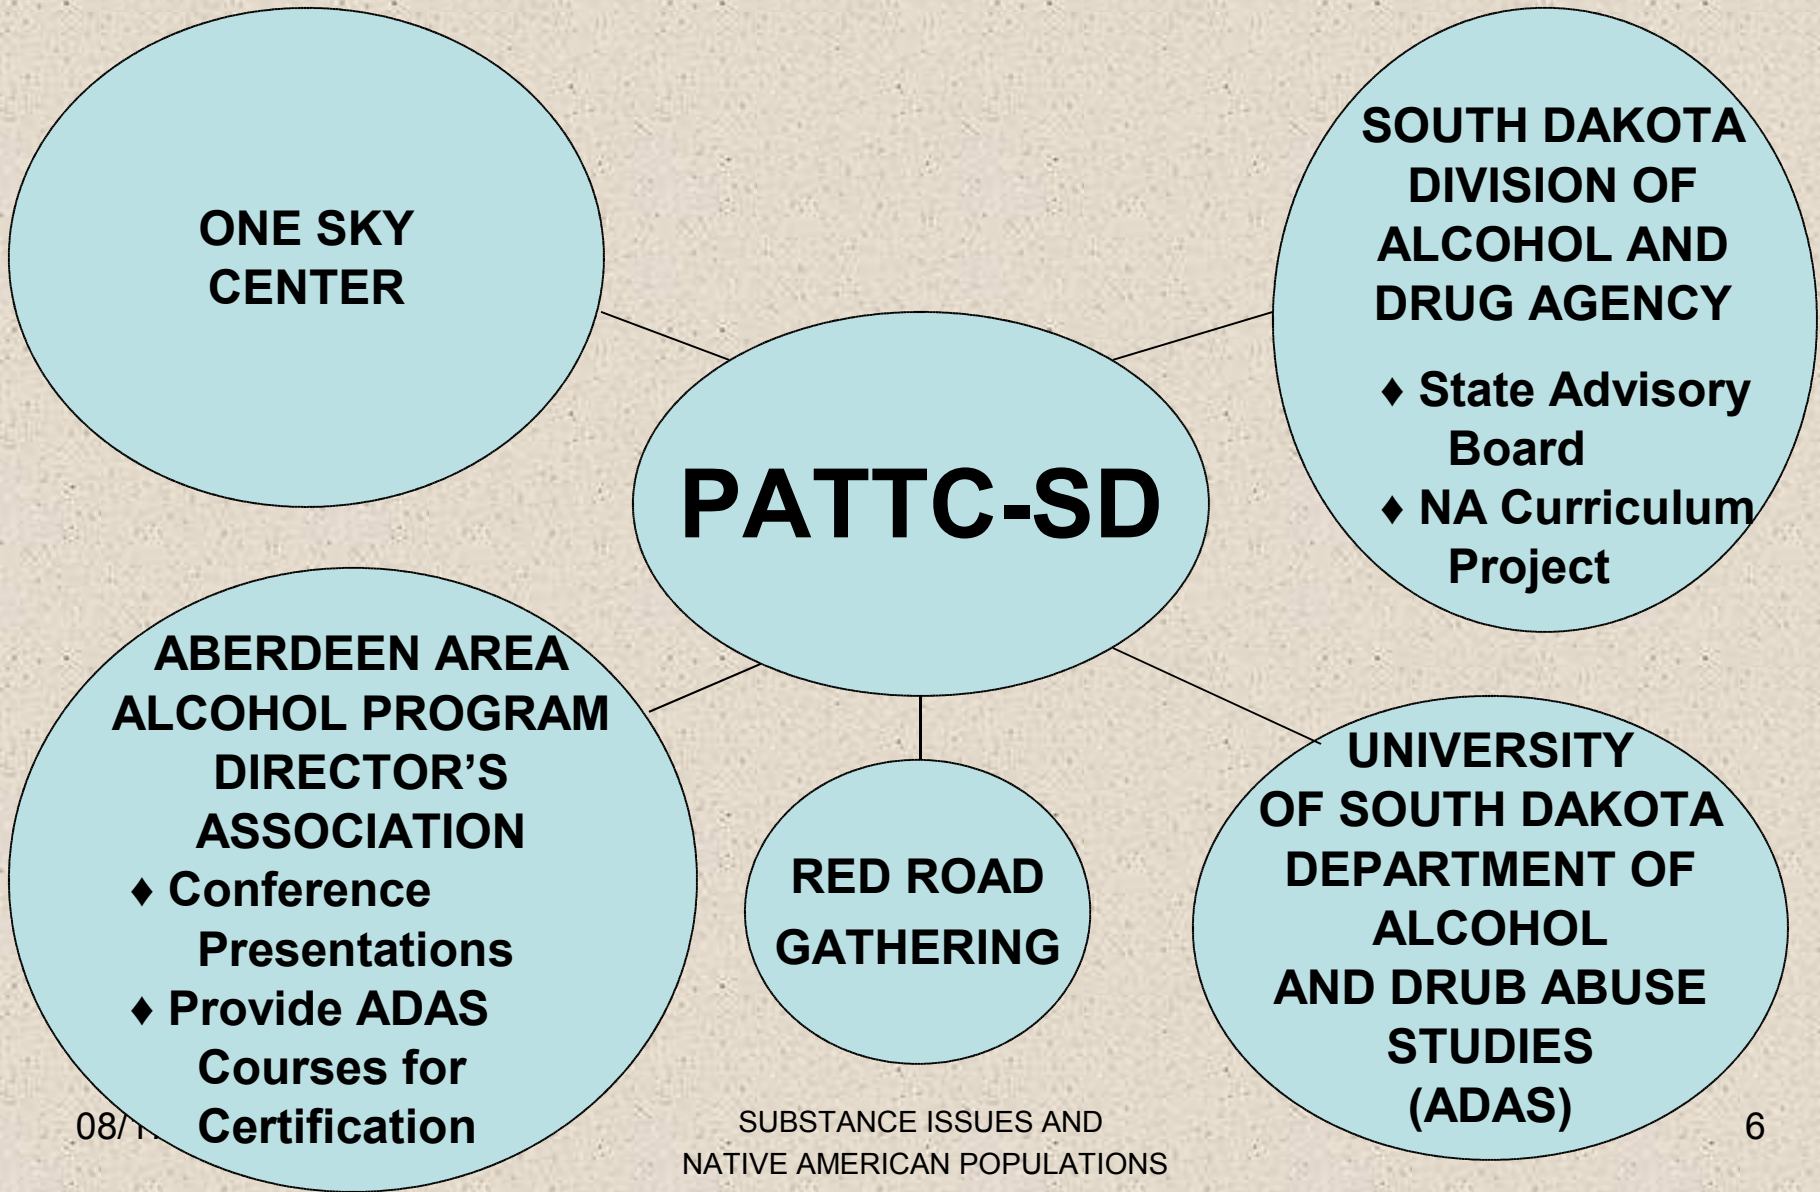 ONE SKY
CENTER
SOUTH DAKOTA
DIVISION OF
ALCOHOL AND
DRUG AGENCY
♦ State Advisory
Board
♦ NA Curriculum
Project
PATTC-SD
ABERDEEN AREA
ALCOHOL PROGRAM
DIRECTOR’S
ASSOCIATION
♦ Conference
Presentations
♦ Provide ADAS
Courses for
Certification
RED ROAD
GATHERING
UNIVERSITY
OF SOUTH DAKOTA
DEPARTMENT OF
ALCOHOL
AND DRUB ABUSE
STUDIES
(ADAS)
08/
SUBSTANCE ISSUES AND
NATIVE AMERICAN POPULATIONS
6